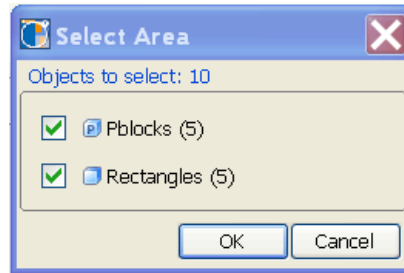 Select Area
Objects to select: 10
P Pblocks (5)
Rectangles (5)
OK Cancel